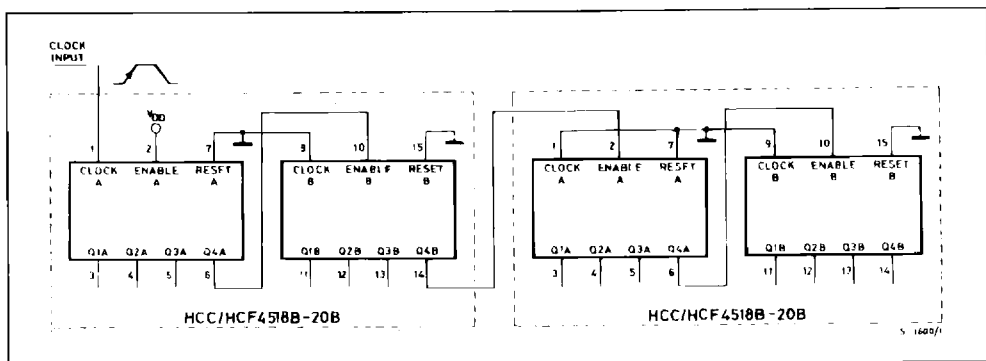 CLOCK
INPUT
VDD
1 2 7 9 10 15 1 2 7 9 10 15
CLOCK A ENABLE A RESET A
CLOCK B ENABLE B RESET B
CLOCK A ENABLE A RESET A
CLOCK B ENABLE B RESET B
Q1A Q2A Q3A Q4A
Q1B Q2B Q3B Q4B
Q1A Q2A Q3A Q4A
Q1B Q2B Q3B Q4B
3 4 5 6 11 12 13 14 3 4 5 6 11 12 13 14
HCC/HCF4518B-20B
HCC/HCF4518B-20B
S-1600/1